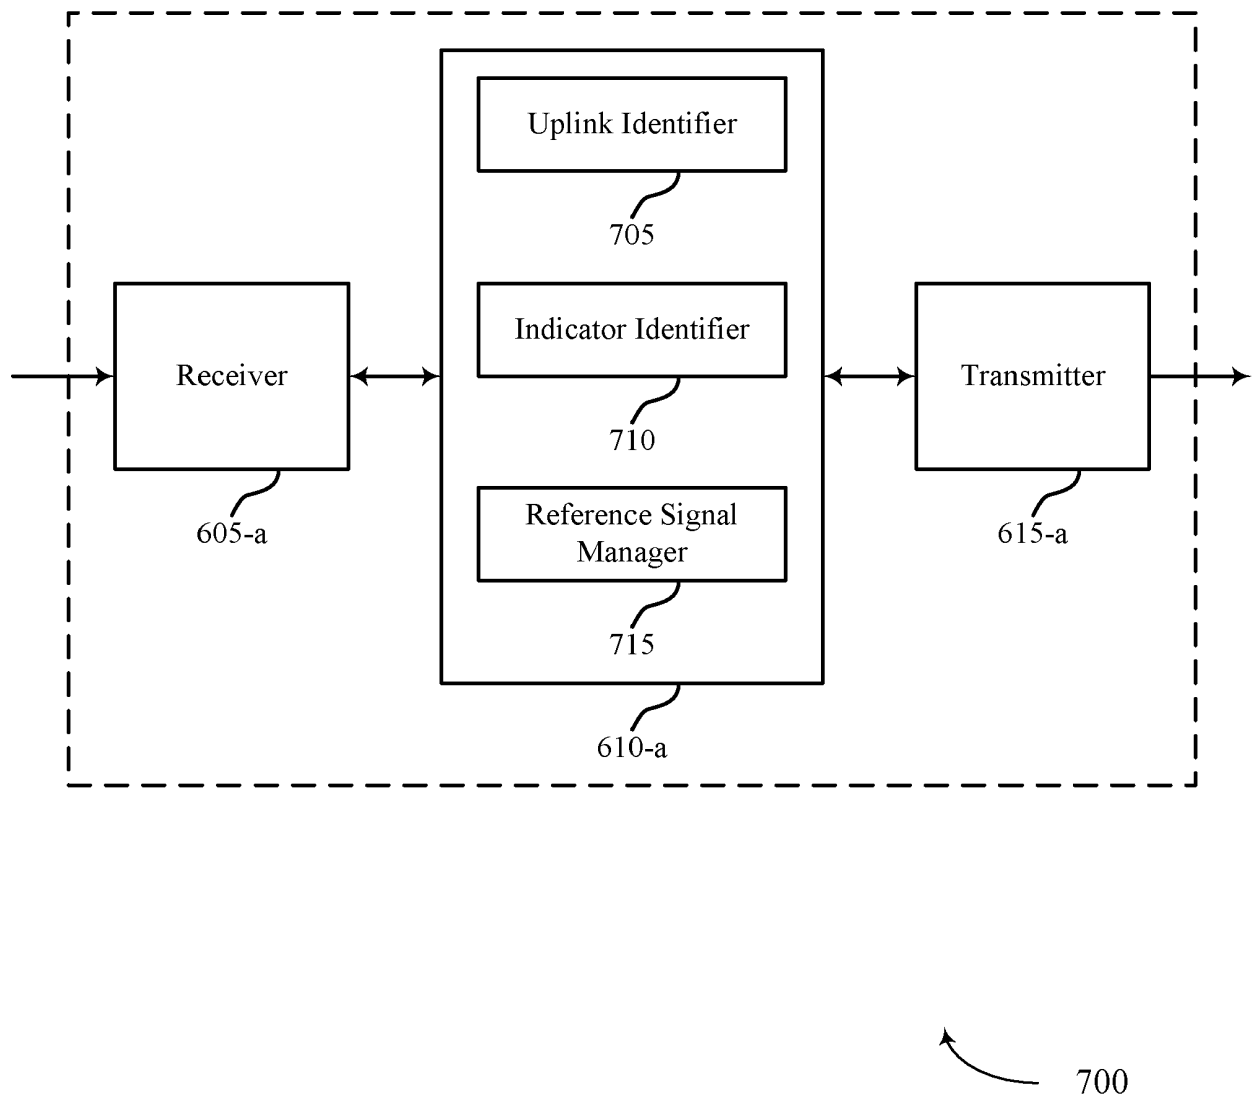 Uplink Identifier
705
Indicator Identifier
710
Receiver
Transmitter
Reference Signal
Manager
605-a
615-a
715
610-a
700